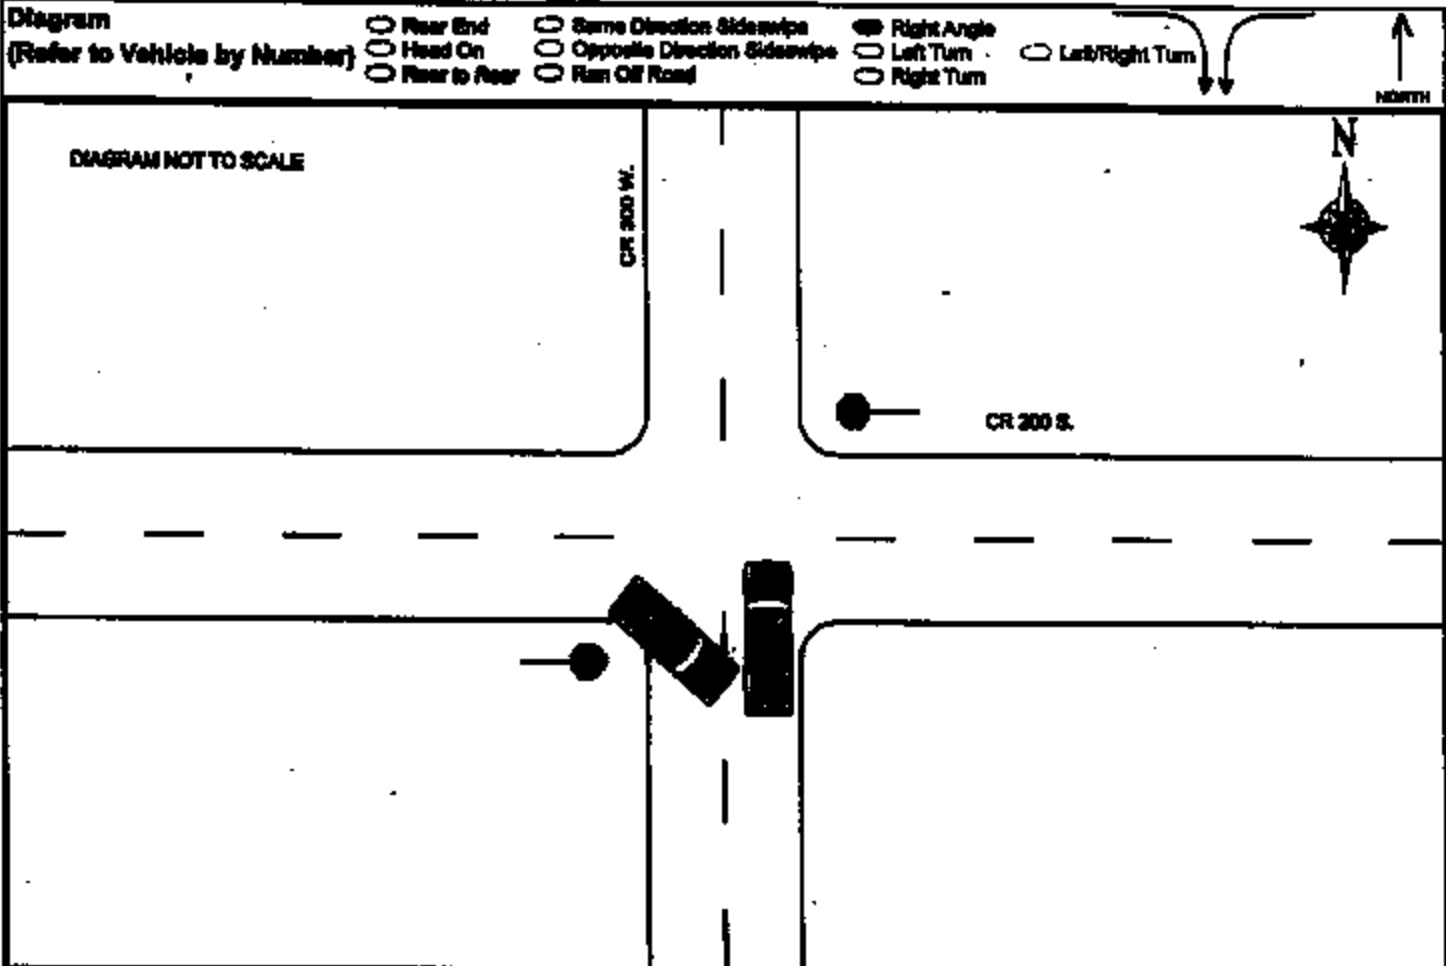 Diagram
(Refer to Vehicle by Number)
Rear End
Head On
Rear to Rear
Same Direction Sideswipe
Opposite Direction Sideswipe
Ran Off Road
Right Angle
Left Turn
Right Turn
Left/Right Turn
NORTH
DIAGRAM NOT TO SCALE
N
CR W.
CR 200 S.